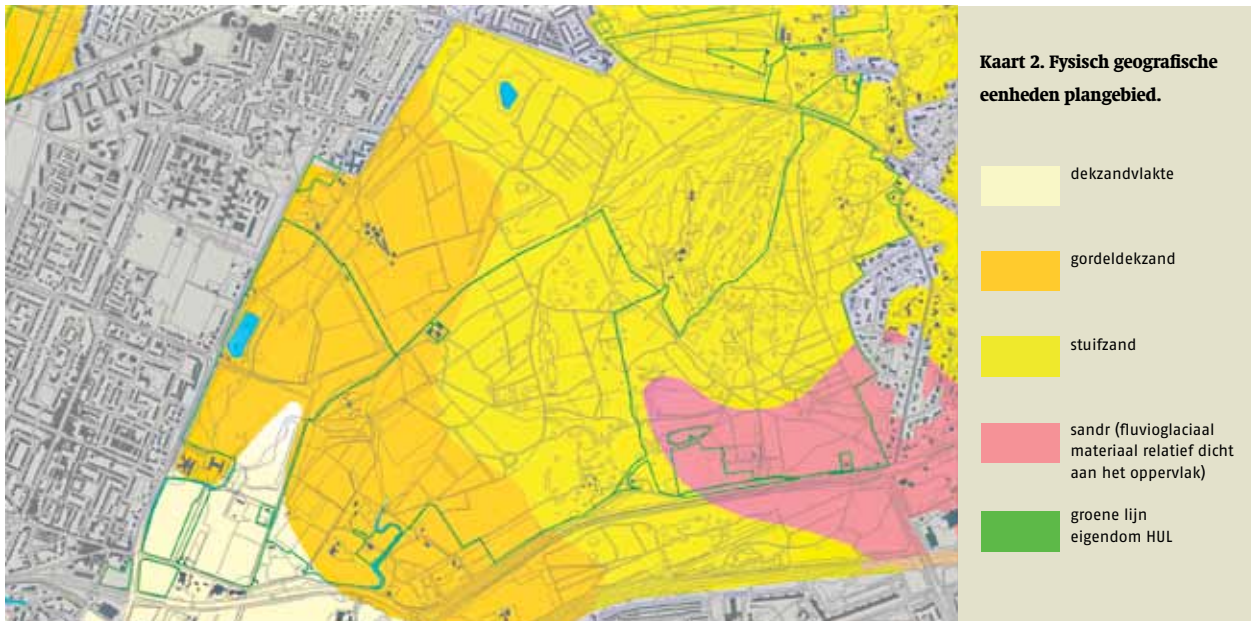 Kaart 2. Fysisch geografische
eenheden plangebied.
dekzandvlakte
gordeldekzand
stuifzand
sandr (fluvioglaciaal
materiaal relatief dicht
aan het oppervlak)
groene lijn
eigendom HUL